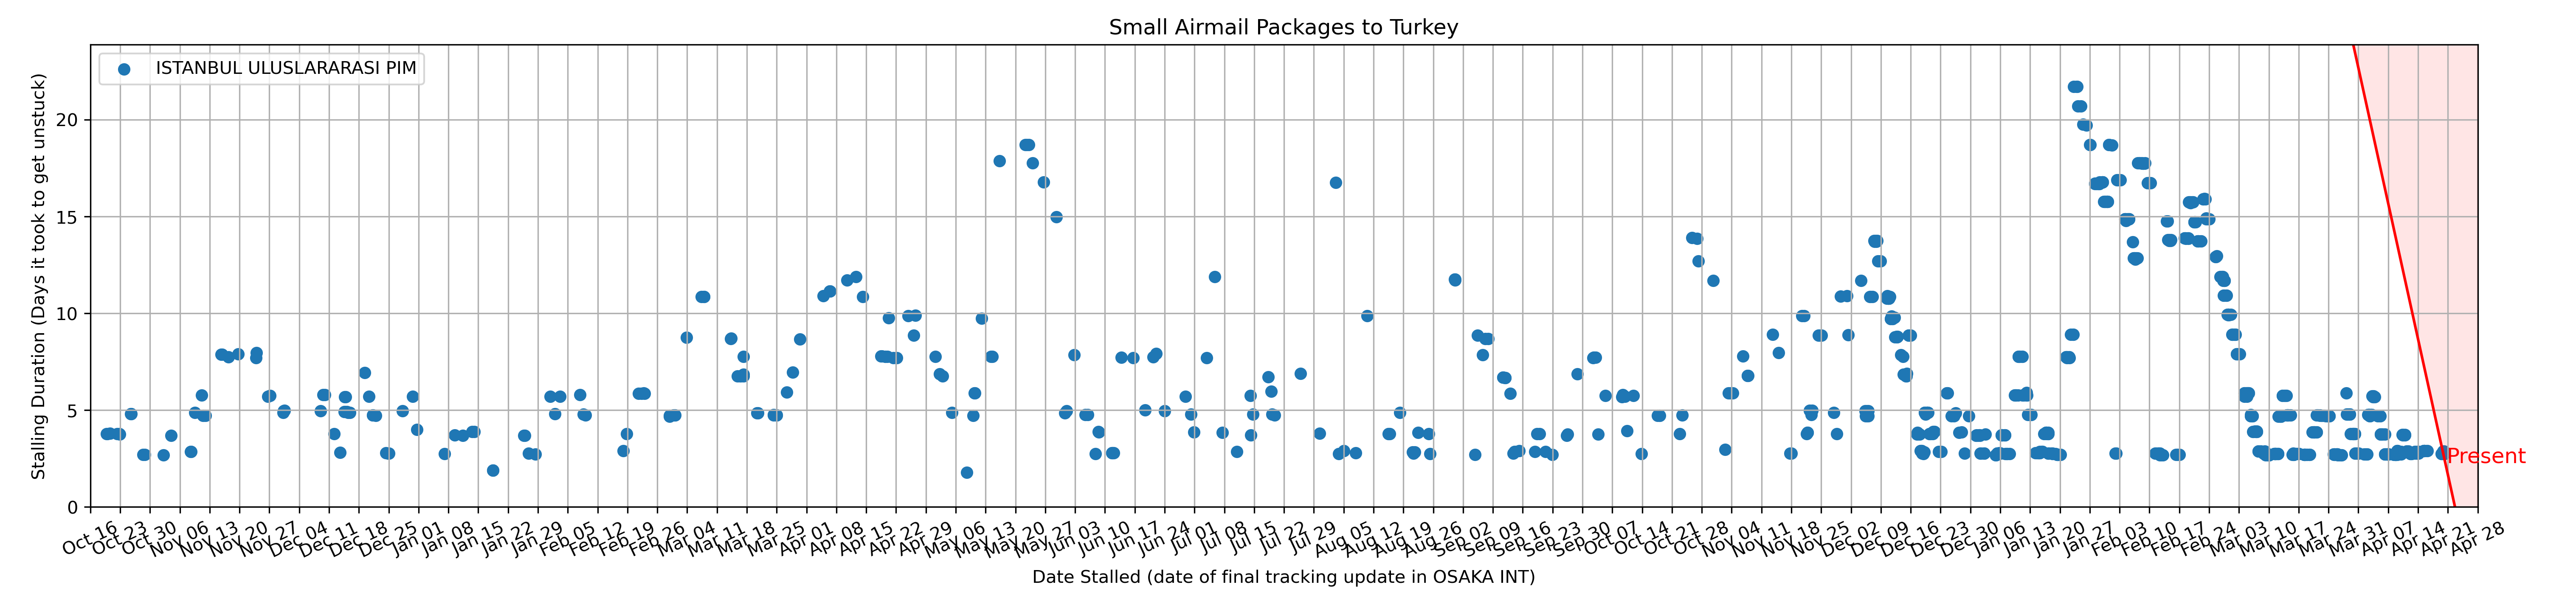 Small Airmail Packages to Turkey
ISTANBUL ULUSLARARASI PIM
Stalling Duration (Days it took to get unstuck)
20
15
10
5
0
Present
Oct 16 Oct 23 Oct 30 Nov 06 Nov 13 Nov 20 Nov 27 Dec 04 Dec 11 Dec 18 Dec 25 Jan 01 Jan 08 Jan 15 Jan 22 Jan 29 Feb 05 Feb 12 Feb 19 Feb 26 Mar 04 Mar 11 Mar 18 Mar 25 Apr 01 Apr 08 Apr 15 Apr 22 Apr 29 May 06 May 13 May 20 May 27 Jun 03 Jun 10 Jun 17 Jun 24 Jul 01 Jul 08 Jul 15 Jul 22 Jul 29 Aug 05 Aug 12 Aug 19 Aug 26 Sep 02 Sep 09 Sep 16 Sep 23 Sep 30 Oct 07 Oct 14 Oct 21 Oct 28 Nov 04 Nov 11 Nov 18 Nov 25 Dec 02 Dec 09 Dec 16 Dec 23 Dec 30 Jan 06 Jan 13 Jan 20 Jan 27 Feb 03 Feb 10 Feb 17 Feb 24 Mar 03 Mar 10 Mar 17 Mar 24 Mar 31 Apr 07 Apr 14 Apr 21 Apr 28
Date Stalled (date of final tracking update in OSAKA INT)